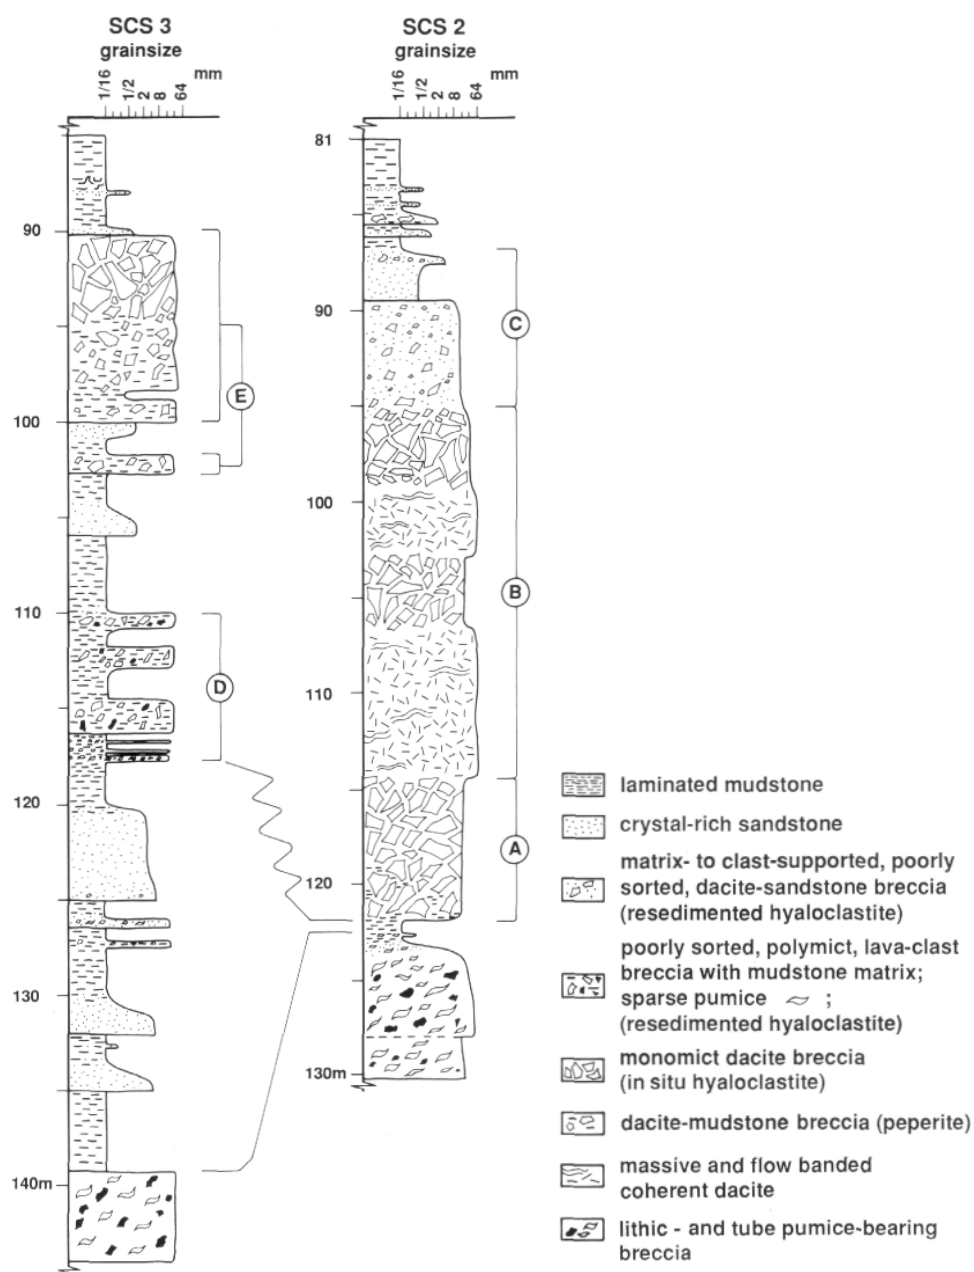 SCS 3
grainsize
1/16 1/2 2 8 64 mm
90
100
110
120
130
140m
E
D
SCS 2
grainsize
1/16 1/2 2 8 64 mm
81
90
100
110
120
130m
C
B
A
laminated mudstone
crystal-rich sandstone
matrix- to clast-supported, poorly
sorted, dacite-sandstone breccia
(resedimented hyaloclastite)
poorly sorted, polymict, lava-clast
breccia with mudstone matrix;
sparse pumice ;
(resedimented hyaloclastite)
monomict dacite breccia
(in situ hyaloclastite)
dacite-mudstone breccia (peperite)
massive and flow banded
coherent dacite
lithic - and tube pumice-bearing
breccia